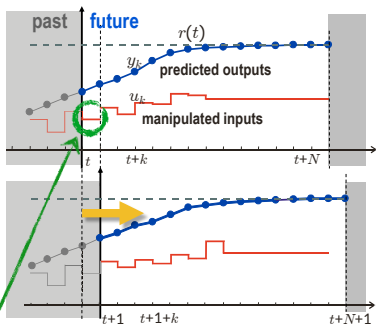 past future
r(t)
y_k
predicted outputs
u_k
manipulated inputs
t
t+k
t+N
t+1
t+1+k
t+N+1